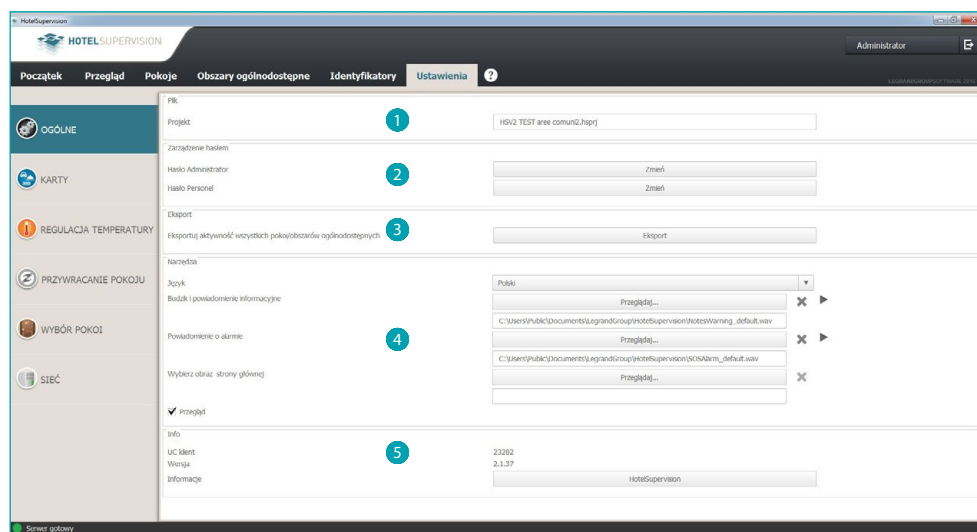 HotelSupervision
HOTELSUPERVISION
Administrator
Początek Przegląd Pokoje Obszary ogólnodostępne Identyfikatory Ustawienia ?
OGÓLNE
KARTY
REGULACJA TEMPERATURY
PRZYWRACANIE POKOJU
WYBÓR POKOI
SIEĆ
Plik
Projekt
1
HSV2 TEST aree comuni2.hsprj
Zarządzenie hasłem
Hasło Administrator
2
Zmień
Hasło Personel
Zmień
Eksport
Eksportuj aktywność wszystkich pokoi/obszarów ogólnodostępnych
3
Eksport
Narzędzia
Język
Polski
Budzik i powiadomienie informacyjne
Przeglądaj...
C:\Users\Public\Documents\LegrandGroup\HotelSupervision\NotesWarning_default.wav
Powiadomienie o alarmie
4
Przeglądaj...
C:\Users\Public\Documents\LegrandGroup\HotelSupervision\SOSAlarm_default.wav
Wybierz obraz strony głównej
Przeglądaj...
Przegląd
Info
UC klient
5
23202
Wersja
2.1.37
Informacje
HotelSupervision
Serwer gotowy